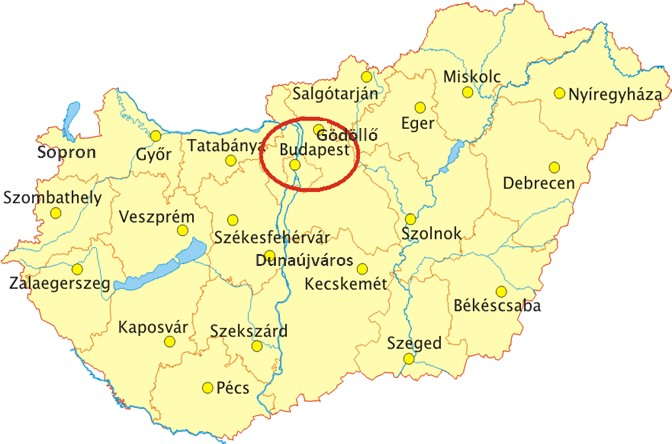 Miskolc
Salgótarján
Nyíregyháza
Eger
Gödöllő
Sopron
Győr
Tatabánya
Budapest
Debrecen
Szombathely
Veszprém
Székesfehérvár
Szolnok
Dunaújváros
Zalaegerszeg
Kecskemét
Békéscsaba
Kaposvár
Szekszárd
Szeged
Pécs